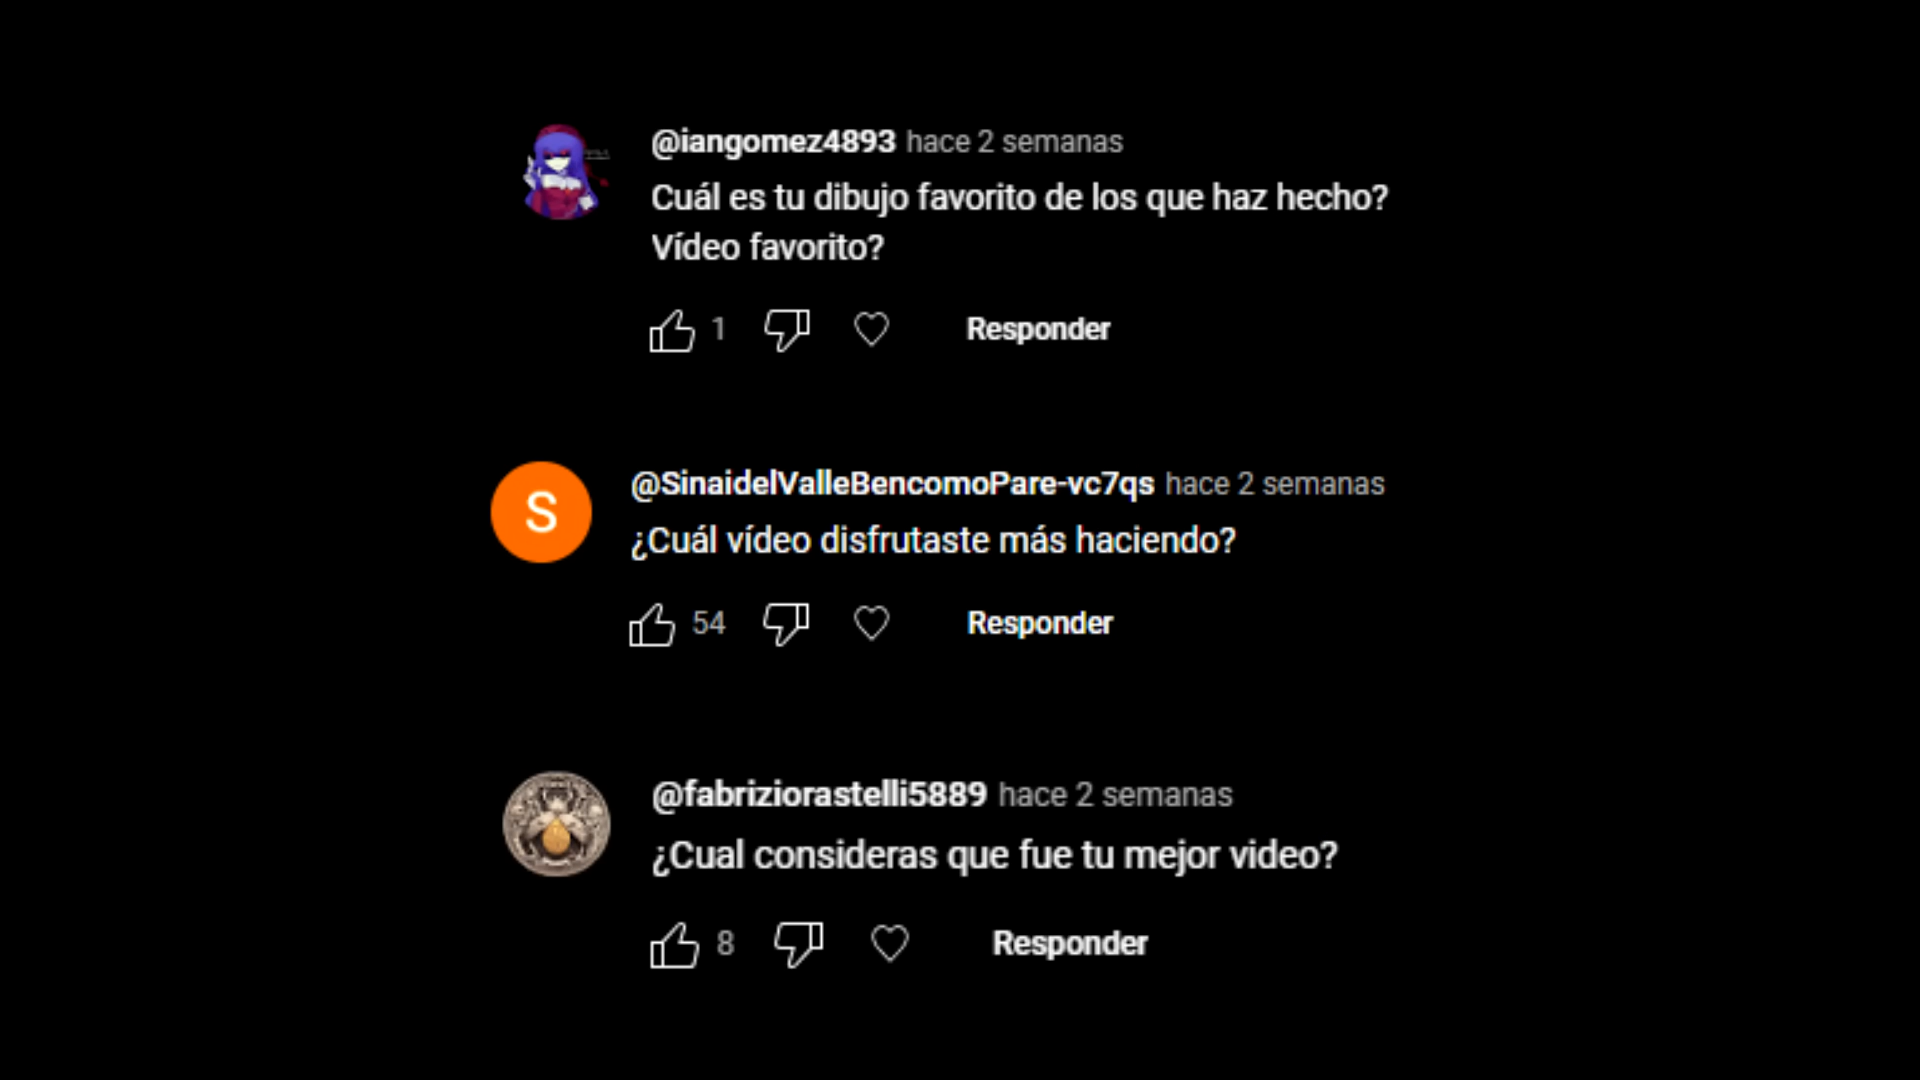 @iangomez4893 hace 2 semanas
Cuál es tu dibujo favorito de los que haz hecho?
Vídeo favorito?
1 Responder
S
@SinaidelValleBencomoPare-vc7qs hace 2 semanas
¿Cuál vídeo disfrutaste más haciendo?
54 Responder
@fabriziorastelli5889 hace 2 semanas
¿Cual consideras que fue tu mejor video?
8 Responder